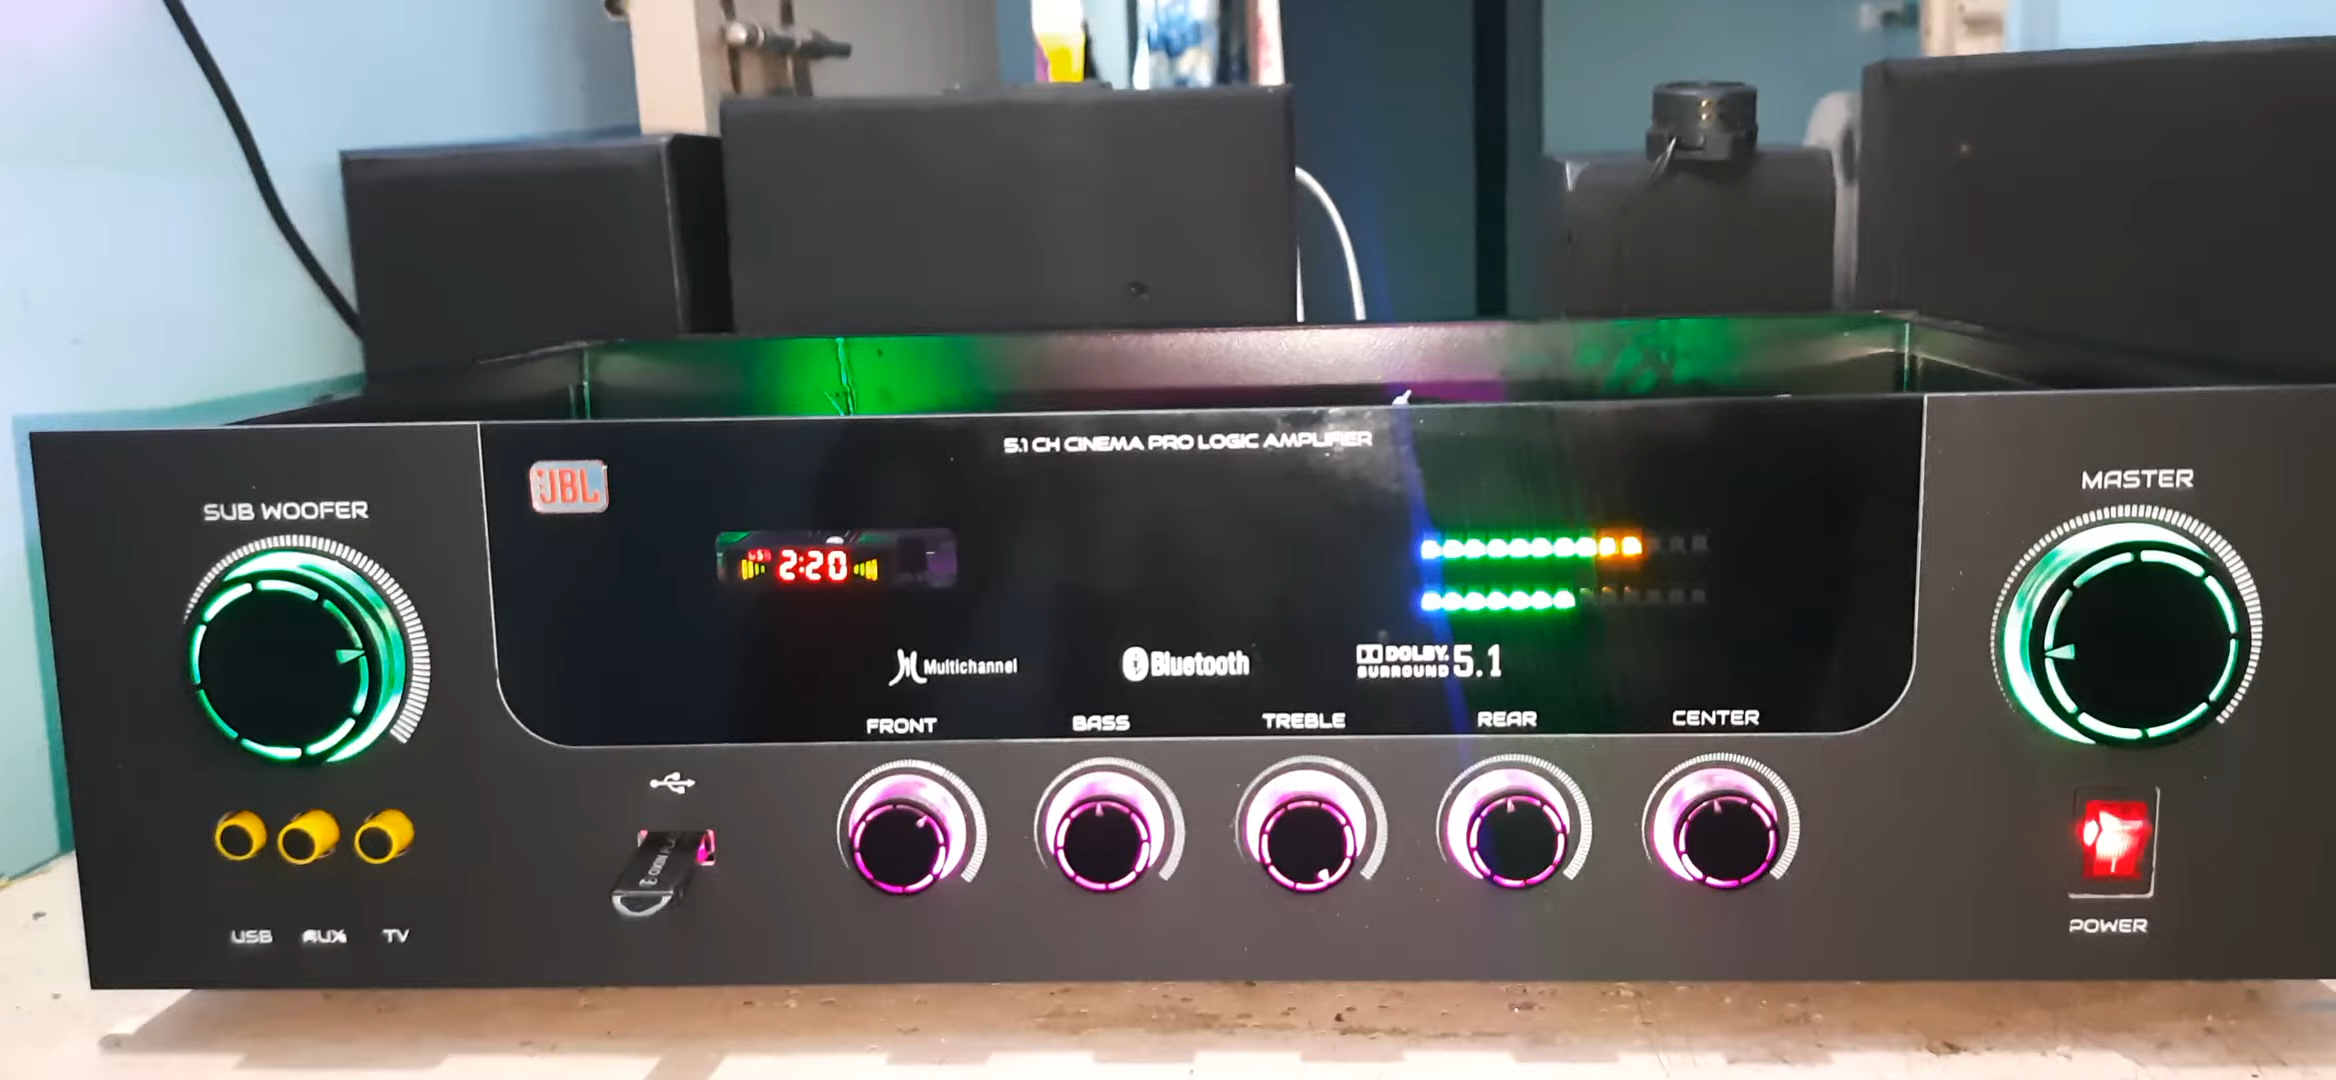 5.1 CH CINEMA PRO LOGIC AMPLIFIER
JBL
SUB WOOFER
MASTER
USB
2:20
Multichannel
Bluetooth
DOLBY
SURROUND 5.1
FRONT
BASS
TREBLE
REAR
CENTER
USB
AUX
TV
POWER